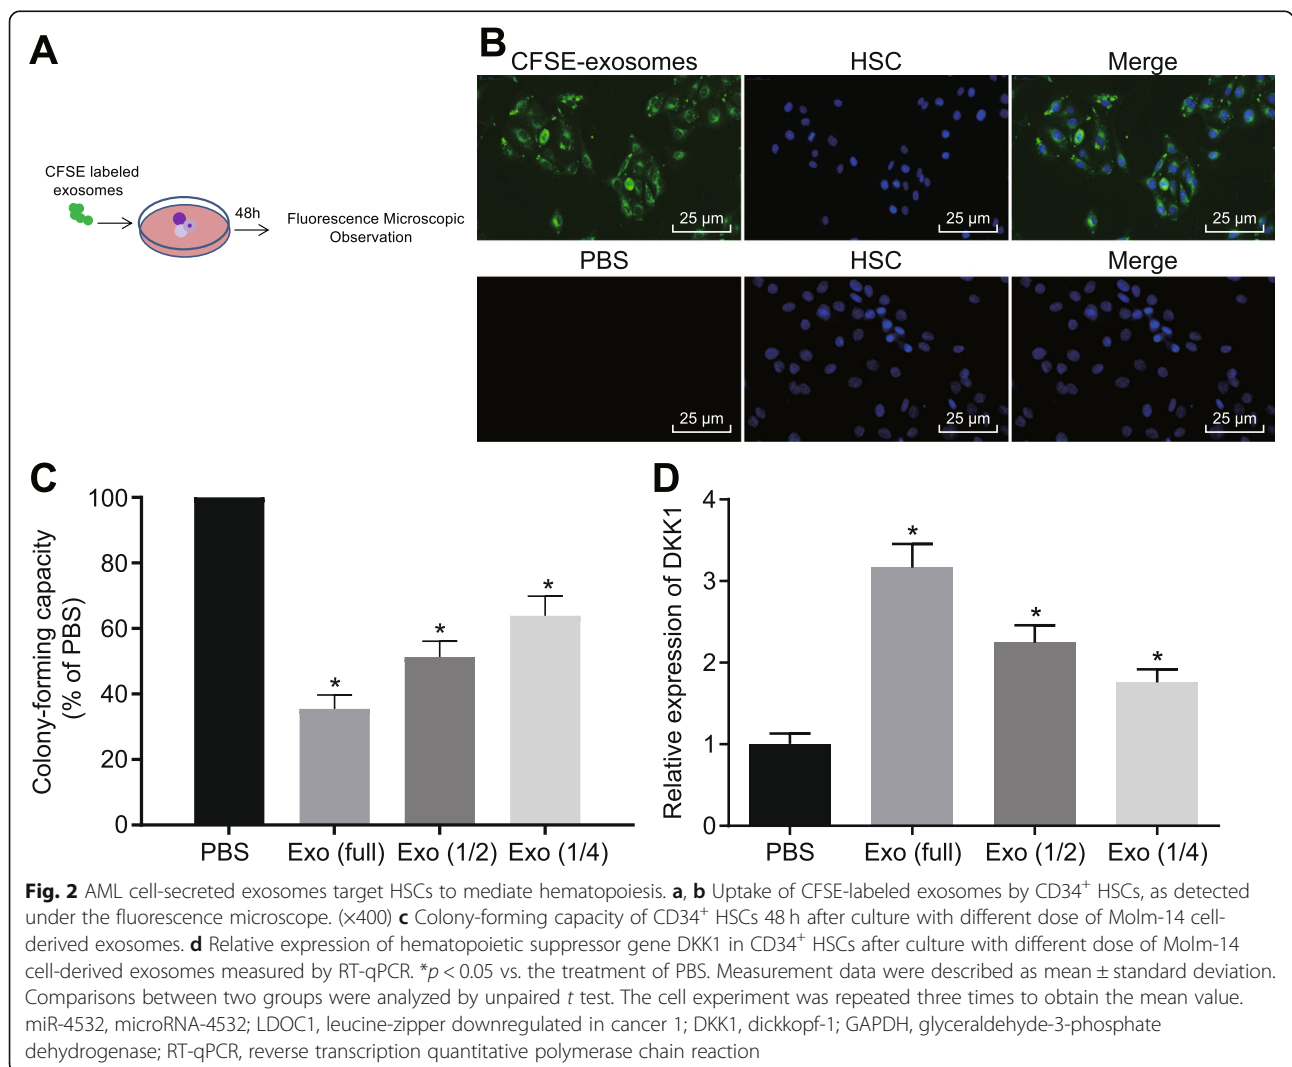 A
CFSE labeled
exosomes
48h
Fluorescence Microscopic
Observation
B
CFSE-exosomes
HSC
Merge
25 µm
25 µm
25 µm
PBS
HSC
Merge
25 µm
25 µm
25 µm
C
Colony-forming capacity
(% of PBS)
100
80
60
40
20
0
*
*
*
PBS
Exo (full)
Exo (1/2)
Exo (1/4)
D
Relative expression of DKK1
4
3
2
1
0
*
*
*
PBS
Exo (full)
Exo (1/2)
Exo (1/4)
Fig. 2 AML cell-secreted exosomes target HSCs to mediate hematopoiesis. a, b Uptake of CFSE-labeled exosomes by CD34+ HSCs, as detected
under the fluorescence microscope. (×400) c Colony-forming capacity of CD34+ HSCs 48 h after culture with different dose of Molm-14 cell-
derived exosomes. d Relative expression of hematopoietic suppressor gene DKK1 in CD34+ HSCs after culture with different dose of Molm-14
cell-derived exosomes measured by RT-qPCR. *p < 0.05 vs. the treatment of PBS. Measurement data were described as mean ± standard deviation.
Comparisons between two groups were analyzed by unpaired t test. The cell experiment was repeated three times to obtain the mean value.
miR-4532, microRNA-4532; LDOC1, leucine-zipper downregulated in cancer 1; DKK1, dickkopf-1; GAPDH, glyceraldehyde-3-phosphate
dehydrogenase; RT-qPCR, reverse transcription quantitative polymerase chain reaction